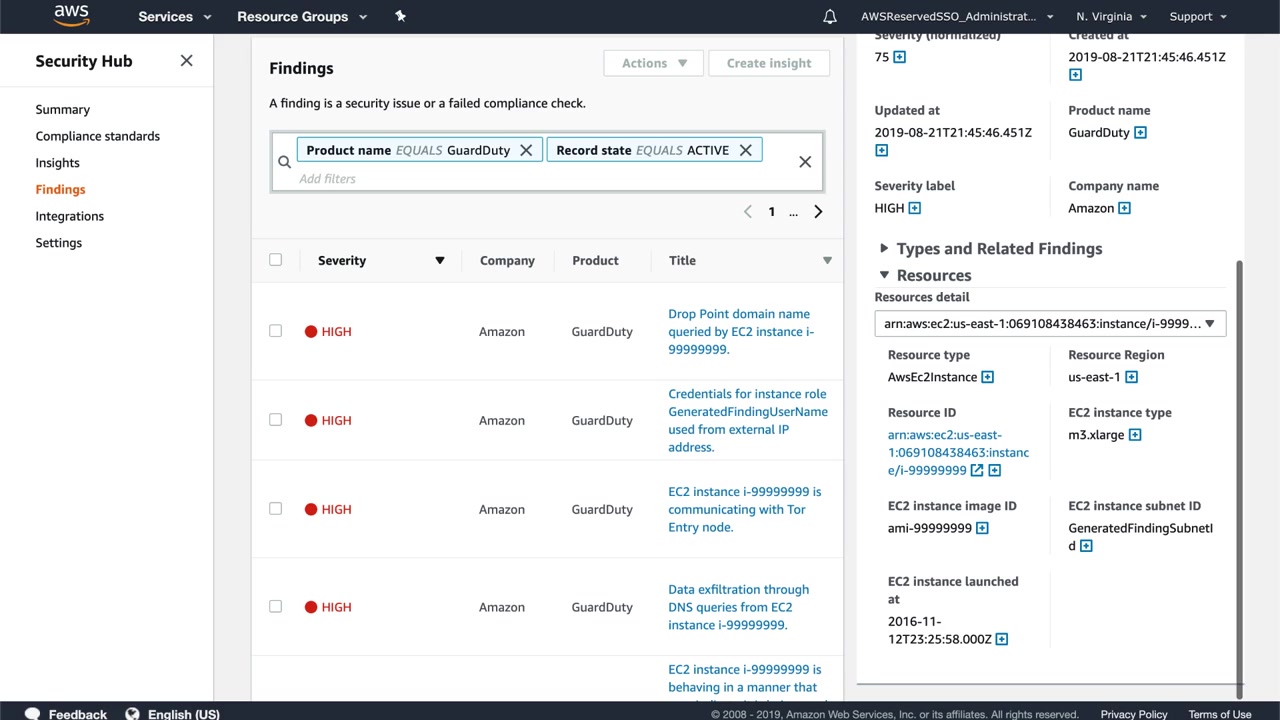 aws
Services
Resource Groups
AWSReservedSSO_Administrat...
N. Virginia
Support
Security Hub
Summary
Compliance standards
Insights
Findings
Integrations
Settings
Findings
Actions
Create insight
A finding is a security issue or a failed compliance check.
Product name EQUALS GuardDuty
Record state EQUALS ACTIVE
Add filters
1 ...
Severity
Company
Product
Title
HIGH
Amazon
GuardDuty
Drop Point domain name
queried by EC2 instance i-
99999999.
HIGH
Amazon
GuardDuty
Credentials for instance role
GeneratedFindingUserName
used from external IP
address.
HIGH
Amazon
GuardDuty
EC2 instance i-99999999 is
communicating with Tor
Entry node.
HIGH
Amazon
GuardDuty
Data exfiltration through
DNS queries from EC2
instance i-99999999.
EC2 instance i-99999999 is
behaving in a manner that
Severity (normalized)
75
Created at
2019-08-21T21:45:46.451Z
Updated at
2019-08-21T21:45:46.451Z
Product name
GuardDuty
Severity label
HIGH
Company name
Amazon
Types and Related Findings
Resources
Resources detail
arn:aws:ec2:us-east-1:069108438463:instance/i-9999...
Resource type
AwsEc2Instance
Resource Region
us-east-1
Resource ID
arn:aws:ec2:us-east-
1:069108438463:instanc
e/i-99999999
EC2 instance type
m3.xlarge
EC2 instance image ID
ami-99999999
EC2 instance subnet ID
GeneratedFindingSubnetI
d
EC2 instance launched
at
2016-11-
12T23:25:58.000Z
Feedback
English (US)
© 2008 - 2019, Amazon Web Services, Inc. or its affiliates. All rights reserved.
Privacy Policy
Terms of Use